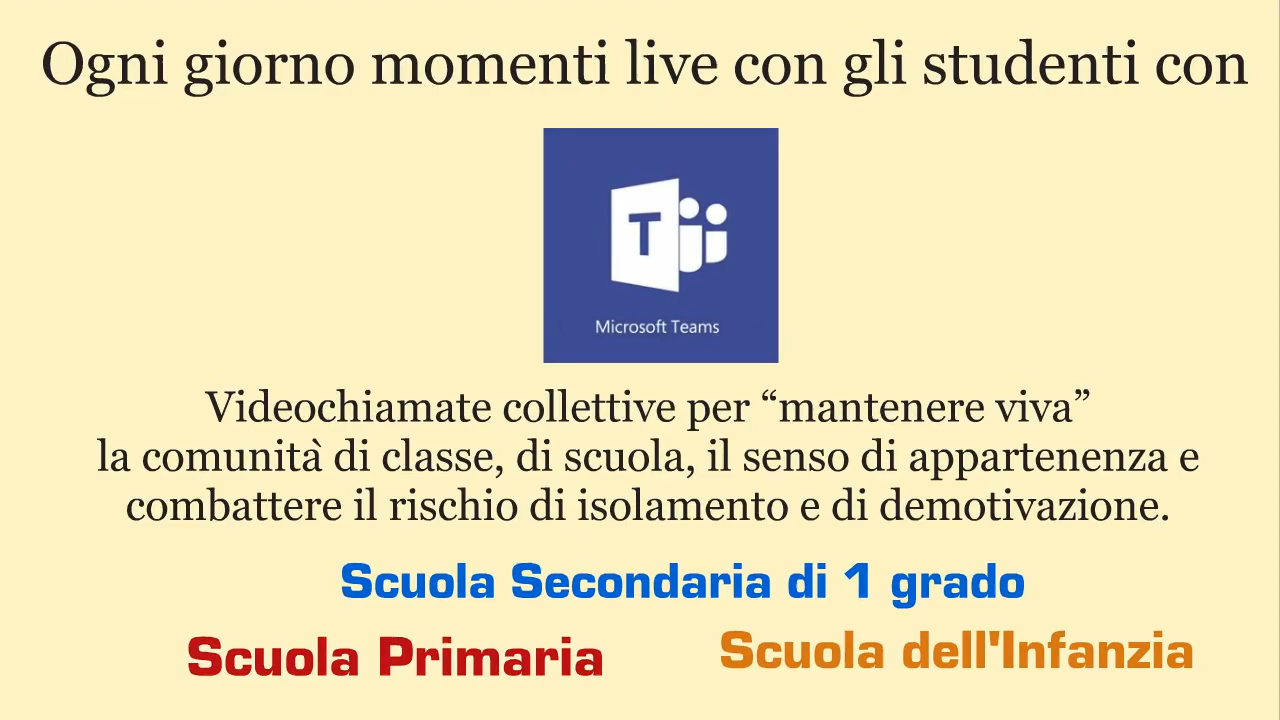 Ogni giorno momenti live con gli studenti con
T
Microsoft Teams
Videochiamate collettive per “mantenere viva”
la comunità di classe, di scuola, il senso di appartenenza e
combattere il rischio di isolamento e di demotivazione.
Scuola Secondaria di 1 grado
Scuola Primaria
Scuola dell'Infanzia